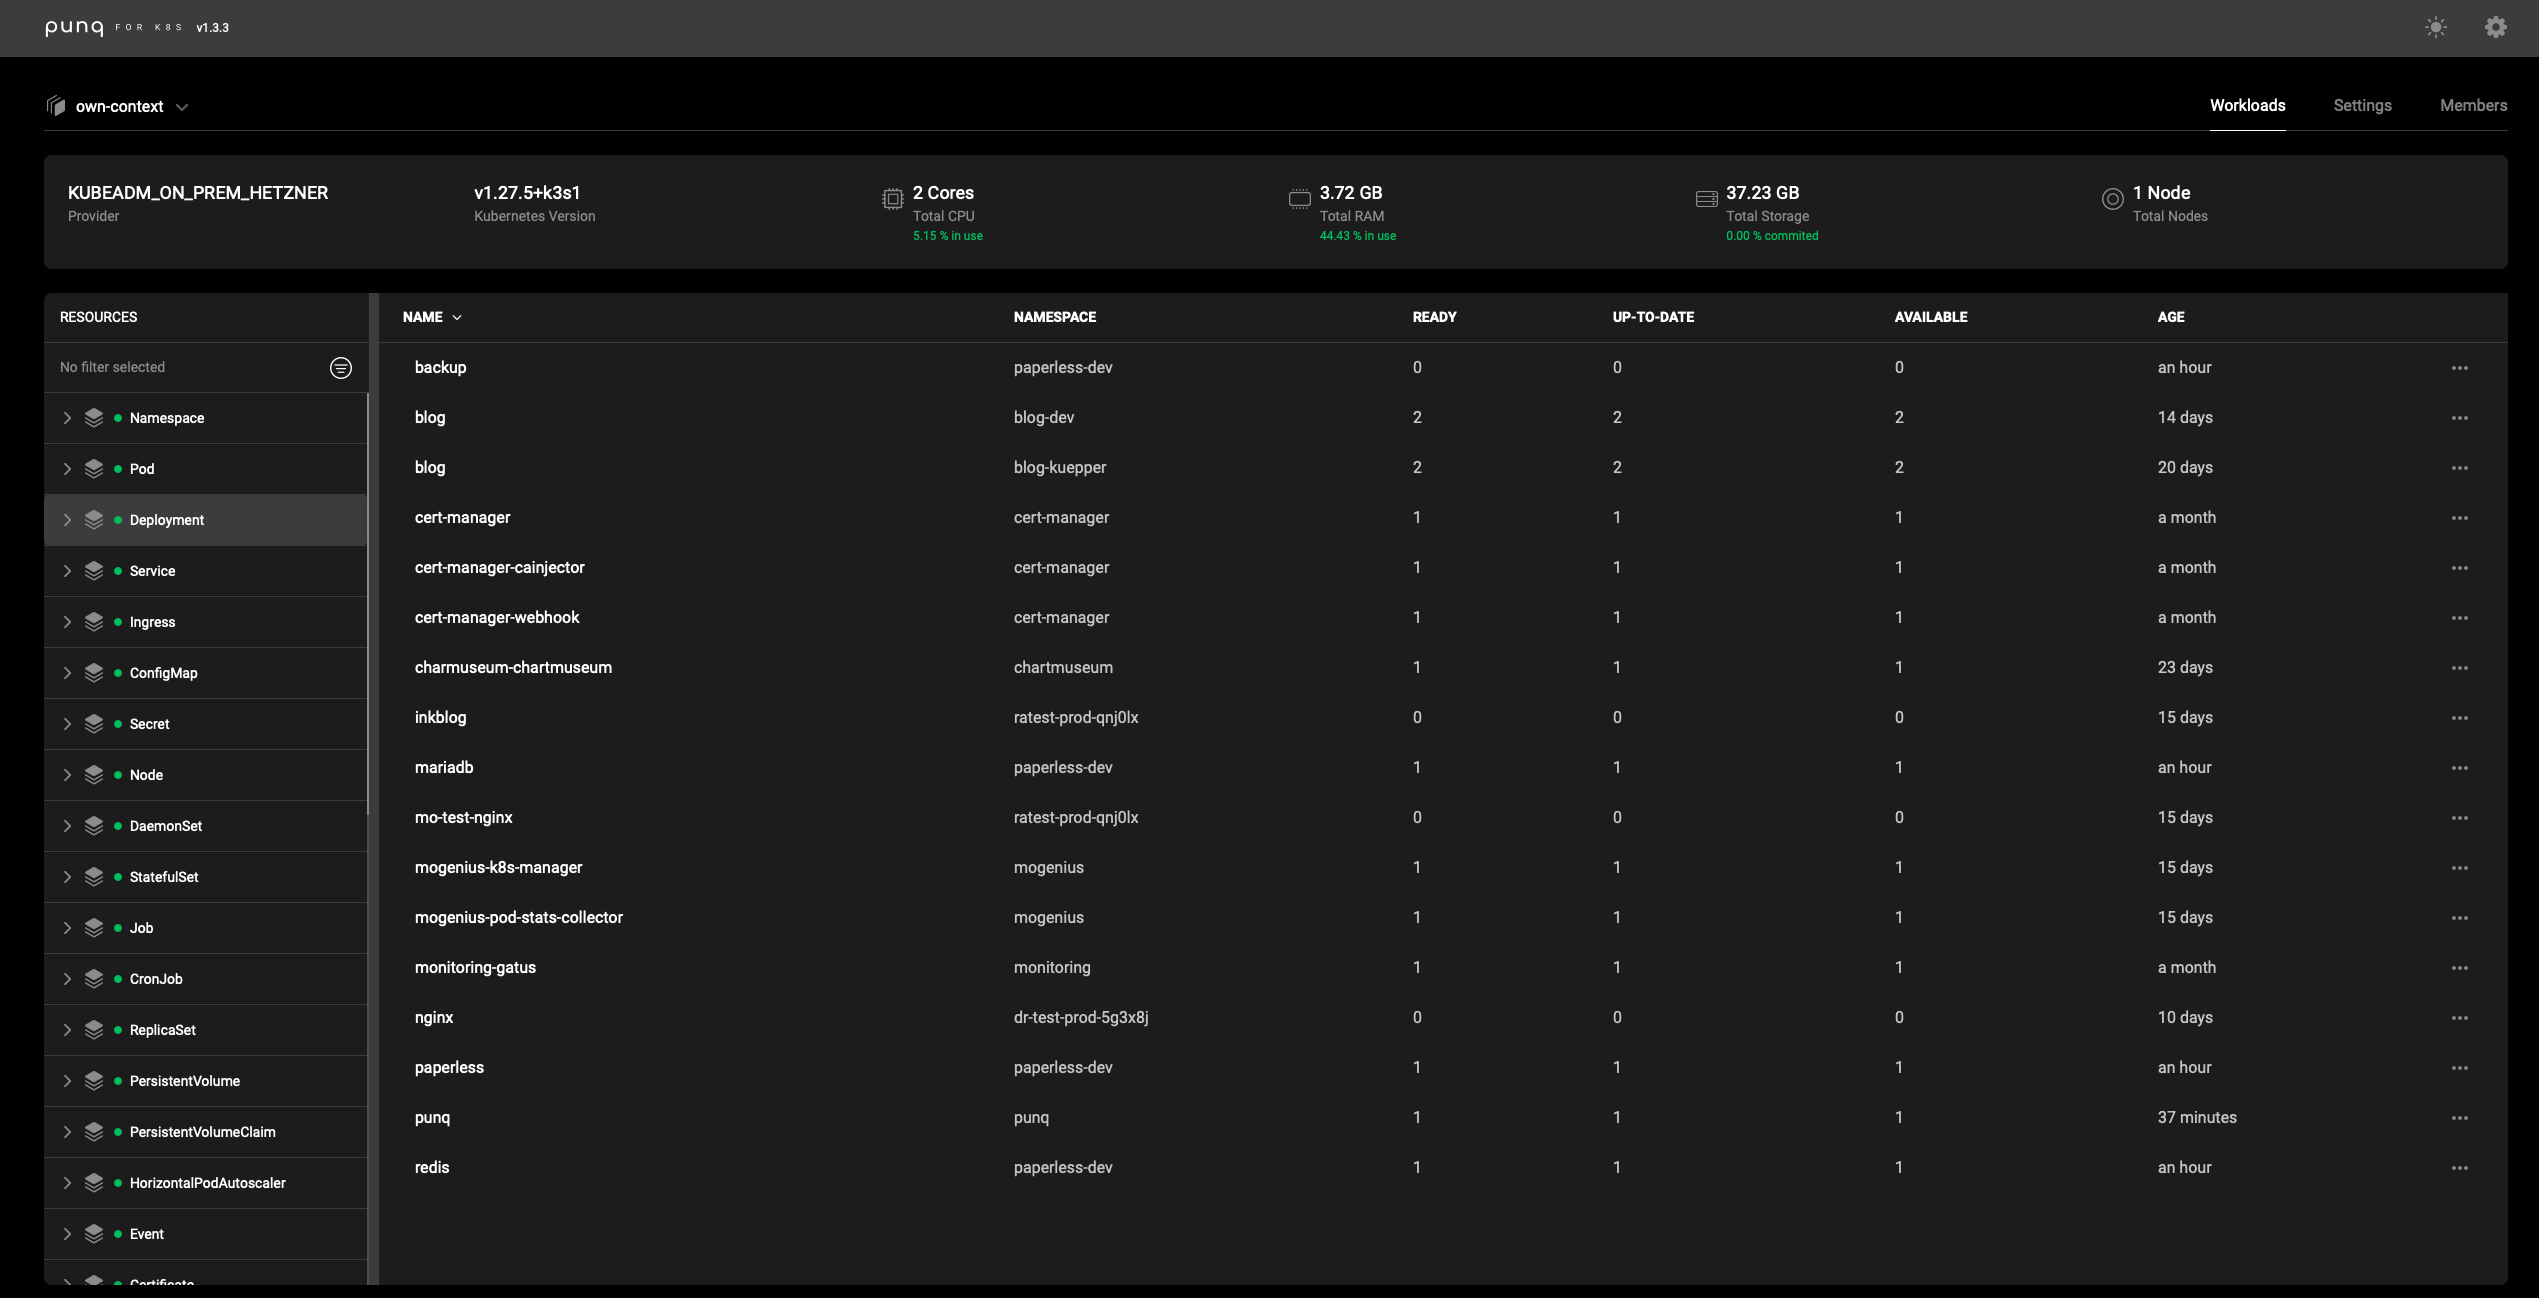 punq FOR K8S v1.3.3
own-context Workloads Settings Members
KUBEADM_ON_PREM_HETZNER
Provider
v1.27.5+k3s1
Kubernetes Version
2 Cores
Total CPU
5.15 % in use
3.72 GB
Total RAM
44.43 % in use
37.23 GB
Total Storage
0.00 % commited
1 Node
Total Nodes
RESOURCES
No filter selected
Namespace
Pod
Deployment
Service
Ingress
ConfigMap
Secret
Node
DaemonSet
StatefulSet
Job
CronJob
ReplicaSet
PersistentVolume
PersistentVolumeClaim
HorizontalPodAutoscaler
Event
Certificate
NAME NAMESPACE READY UP-TO-DATE AVAILABLE AGE
backup paperless-dev 0 0 0 an hour
blog blog-dev 2 2 2 14 days
blog blog-kuepper 2 2 2 20 days
cert-manager cert-manager 1 1 1 a month
cert-manager-cainjector cert-manager 1 1 1 a month
cert-manager-webhook cert-manager 1 1 1 a month
charmuseum-chartmuseum chartmuseum 1 1 1 23 days
inkblog ratest-prod-qnj0lx 0 0 0 15 days
mariadb paperless-dev 1 1 1 an hour
mo-test-nginx ratest-prod-qnj0lx 0 0 0 15 days
mogenius-k8s-manager mogenius 1 1 1 15 days
mogenius-pod-stats-collector mogenius 1 1 1 15 days
monitoring-gatus monitoring 1 1 1 a month
nginx dr-test-prod-5g3x8j 0 0 0 10 days
paperless paperless-dev 1 1 1 an hour
punq punq 1 1 1 37 minutes
redis paperless-dev 1 1 1 an hour